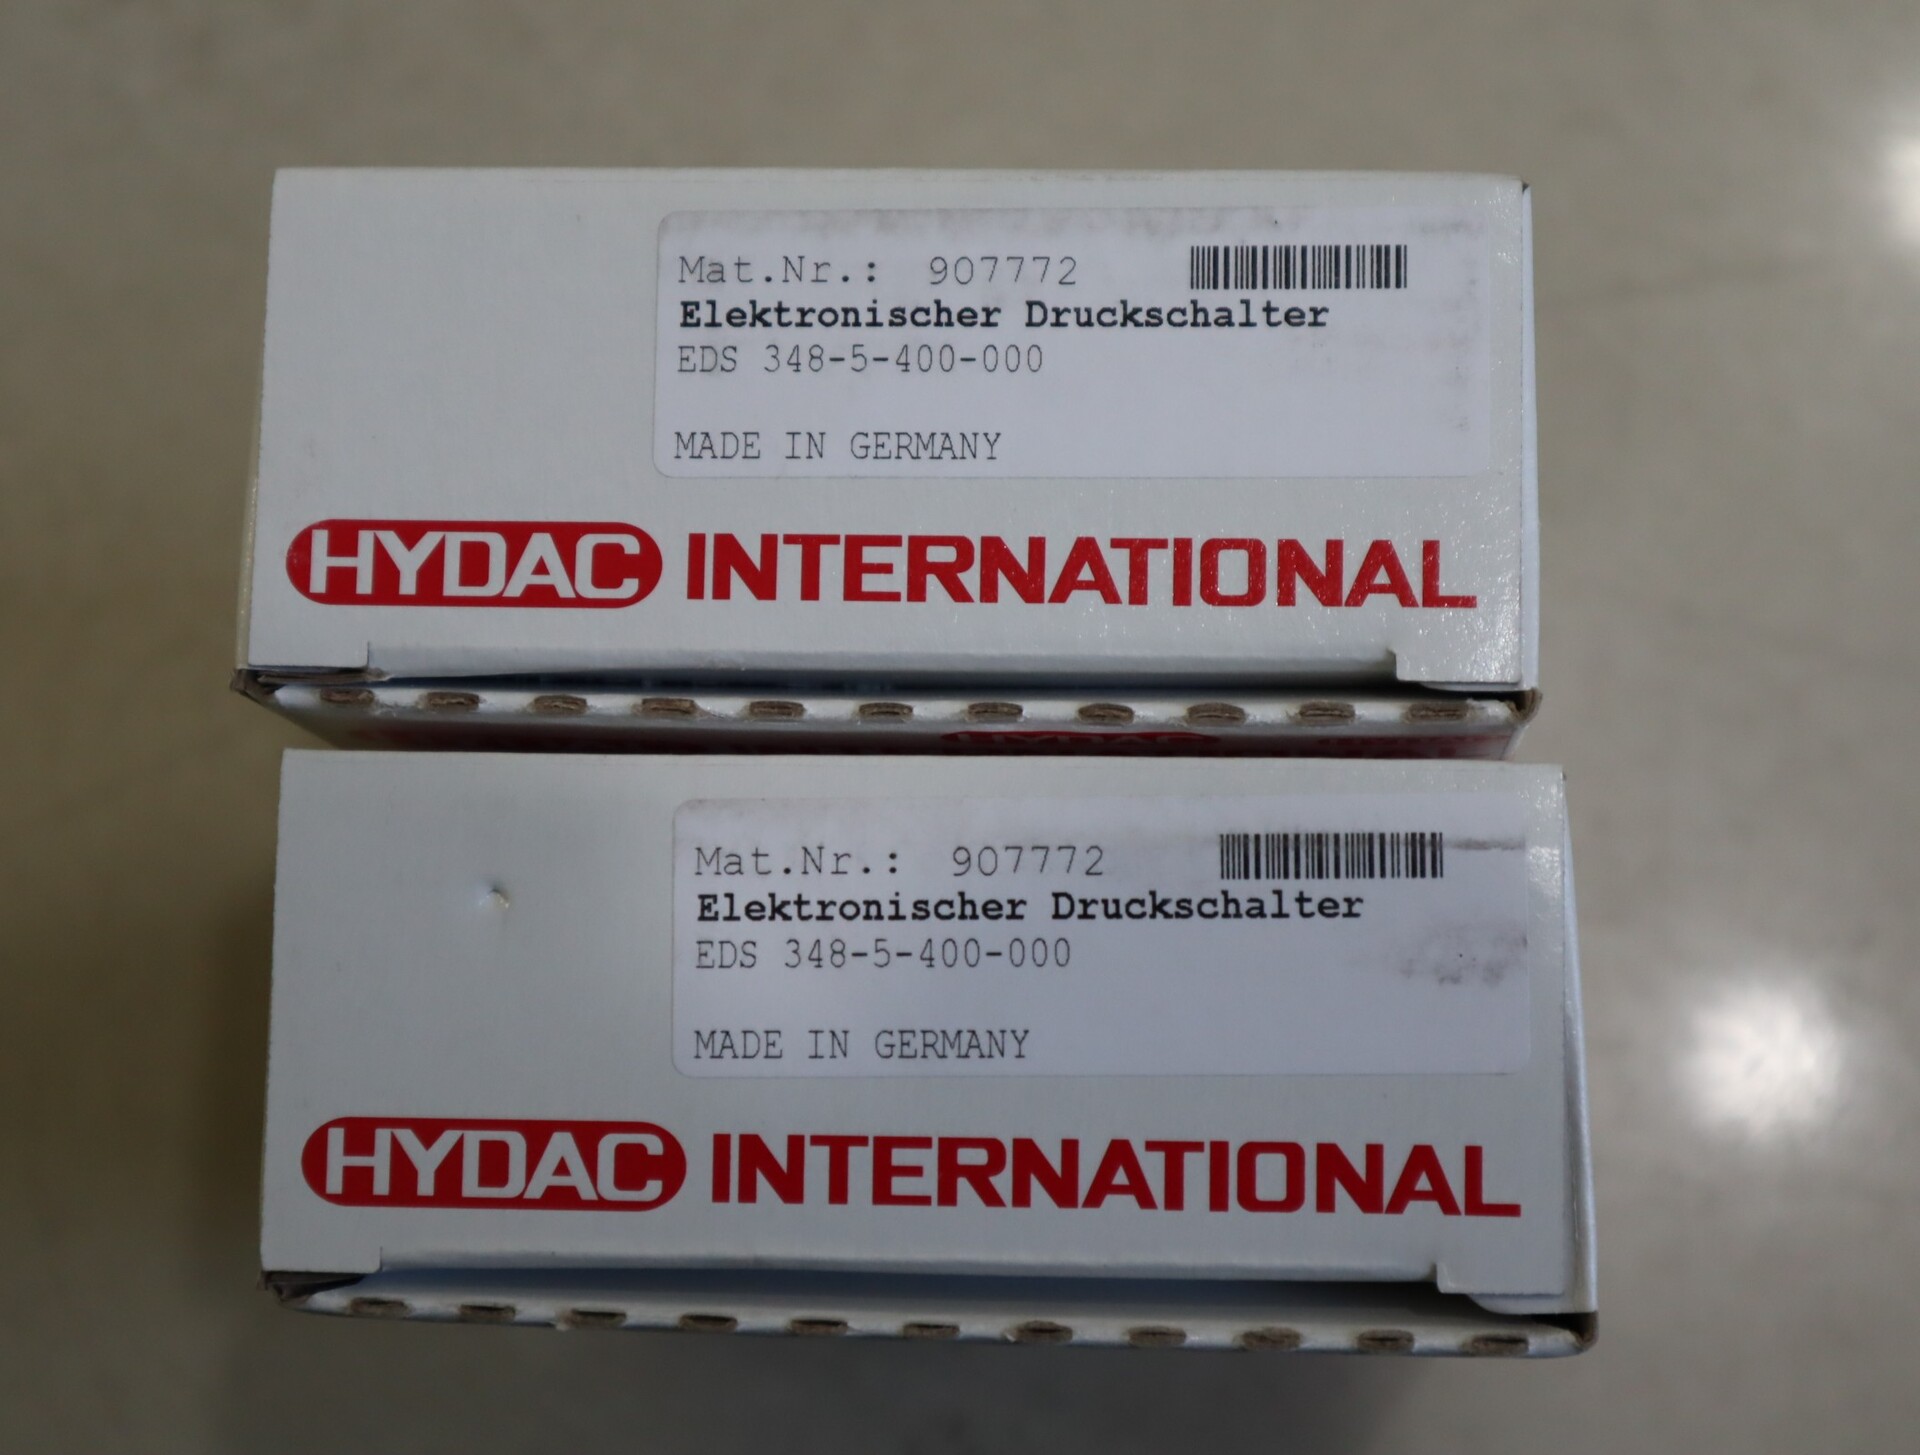 Mat.Nr.: 907772
Elektronischer Druckschalter
EDS 348-5-400-000
MADE IN GERMANY
HYDAC INTERNATIONAL
HYDAC
Mat.Nr.: 907772
Elektronischer Druckschalter
EDS 348-5-400-000
MADE IN GERMANY
HYDAC INTERNATIONAL